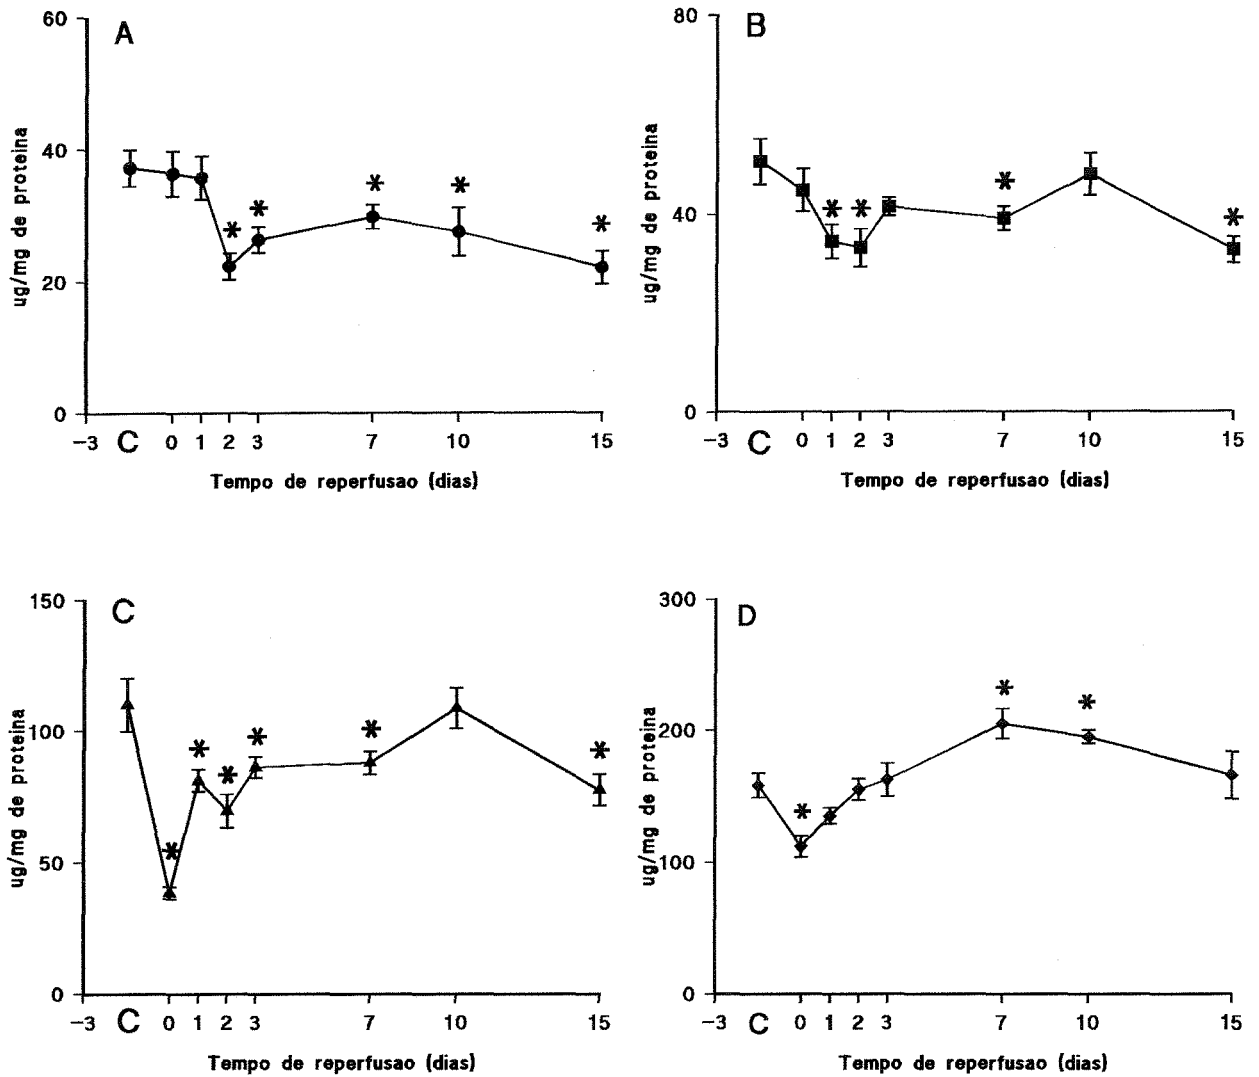 A
60
40
20
0
ug/mg de proteina
* * * * *
-3 C 0 1 2 3 7 10 15
Tempo de reperfusao (dias)
B
80
40
0
ug/mg de proteina
* * * *
-3 C 0 1 2 3 7 10 15
Tempo de reperfusao (dias)
C
150
100
50
0
ug/mg de proteina
* * * * * *
-3 C 0 1 2 3 7 10 15
Tempo de reperfusao (dias)
D
300
200
100
0
ug/mg de proteina
* * *
-3 C 0 1 2 3 7 10 15
Tempo de reperfusao (dias)